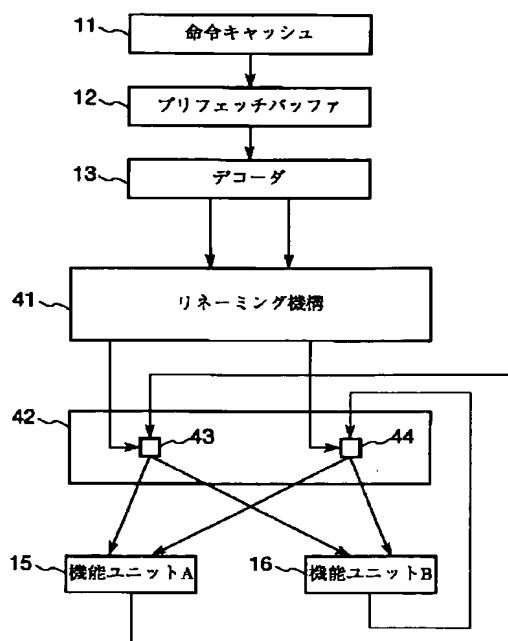 11
命令キャッシュ
12
プリフェッチバッファ
13
デコーダ
41
リネーミング機構
42
43
44
15
機能ユニットA
16
機能ユニットB